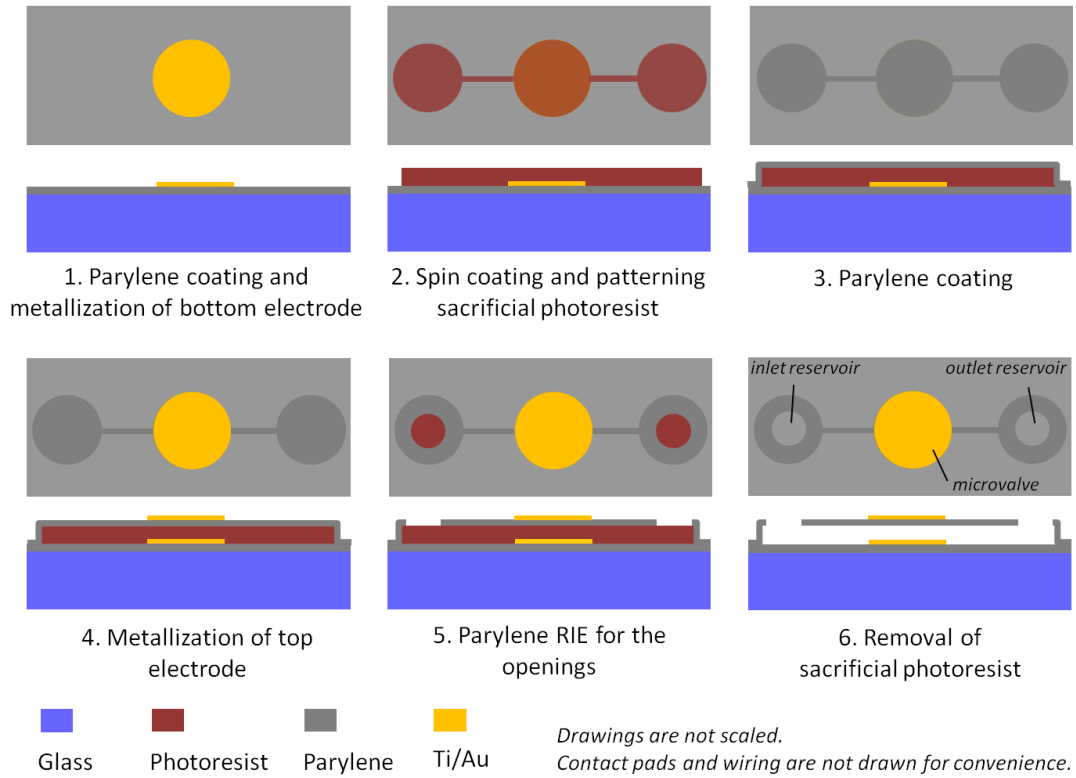 1. Parylene coating and
metallization of bottom electrode
2. Spin coating and patterning
sacrificial photoresist
3. Parylene coating
inlet reservoir
outlet reservoir
microvalve
4. Metallization of top
electrode
5. Parylene RIE for the
openings
6. Removal of
sacrificial photoresist
Glass
Photoresist
Parylene
Ti/Au
Drawings are not scaled.
Contact pads and wiring are not drawn for convenience.